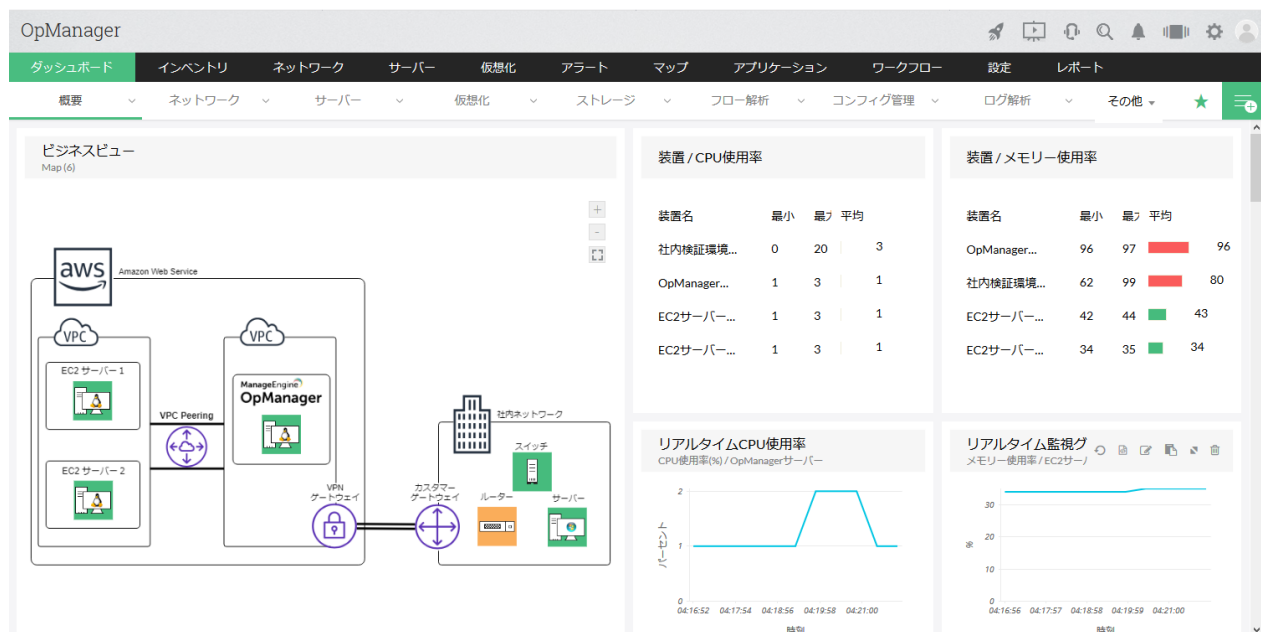 OpManager
ダッシュボード インベントリ ネットワーク サーバー 仮想化 アラート マップ アプリケーション ワークフロー 設定 レポート
概要 ネットワーク サーバー 仮想化 ストレージ フロー解析 コンフィグ管理 ログ解析 その他
ビジネスビュー
Map (6)
aws
Amazon Web Service
VPC
VPC
EC2 サーバー 1
ManageEngine
OpManager
VPC Peering
EC2 サーバー 2
VPN
ゲートウェイ
カスタマー
ゲートウェイ
社内ネットワーク
スイッチ
ルーター
サーバー
装置 / CPU使用率
装置名 最小 最大 平均
社内検証環境... 0 20 3
OpManager... 1 3 1
EC2サーバー... 1 3 1
EC2サーバー... 1 3 1
装置 / メモリー使用率
装置名 最小 最大 平均
OpManager... 96 97 96
社内検証環境... 62 99 80
EC2サーバー... 42 44 43
EC2サーバー... 34 35 34
リアルタイムCPU使用率
CPU使用率(%) / OpManagerサーバー
パーセント
2
1
0
04:16:52 04:17:54 04:18:56 04:19:58 04:21:00
時刻
リアルタイム監視グ
メモリー使用率 / EC2サー
%
30
20
10
0
04:16:56 04:17:57 04:18:58 04:19:59 04:21:00
時刻